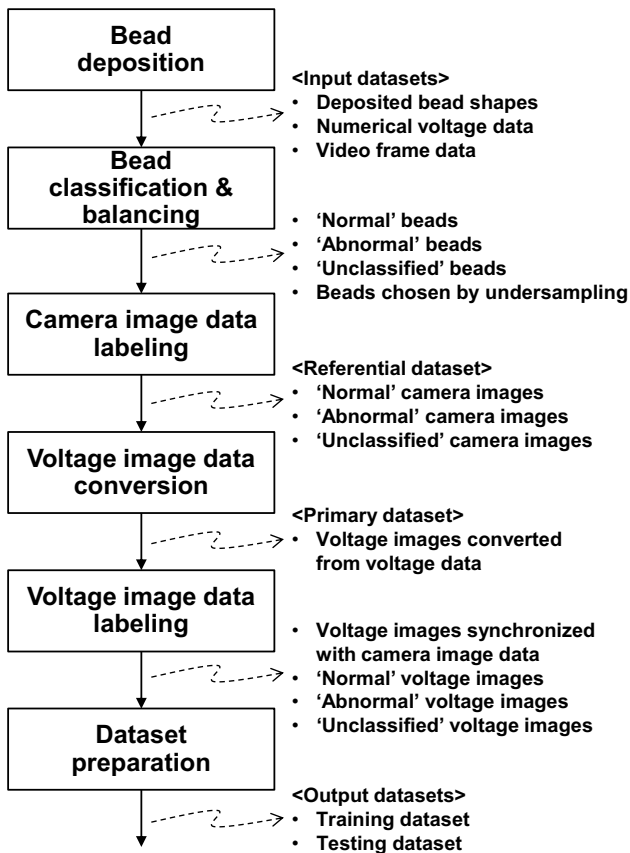 Bead
deposition
<Input datasets>
• Deposited bead shapes
• Numerical voltage data
• Video frame data
Bead
classification &
balancing
• ‘Normal’ beads
• ‘Abnormal’ beads
• ‘Unclassified’ beads
• Beads chosen by undersampling
Camera image data
labeling
<Referential dataset>
• ‘Normal’ camera images
• ‘Abnormal’ camera images
• ‘Unclassified’ camera images
Voltage image data
conversion
<Primary dataset>
• Voltage images converted
from voltage data
Voltage image data
labeling
• Voltage images synchronized
with camera image data
• ‘Normal’ voltage images
• ‘Abnormal’ voltage images
• ‘Unclassified’ voltage images
Dataset
preparation
<Output datasets>
• Training dataset
• Testing dataset